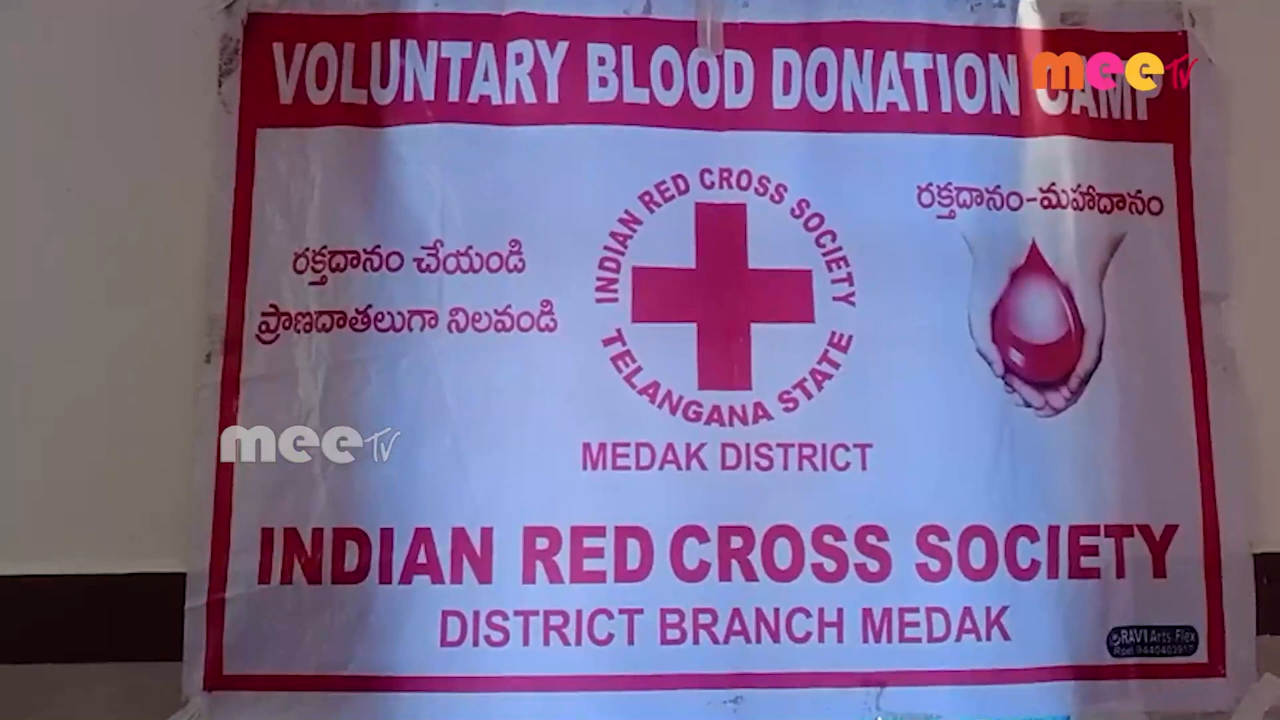 VOLUNTARY BLOOD DONATION CAMP
mee TV
రక్తదానం-మహాదానం
రక్తదానం చేయండి
ప్రాణదాతలుగా నిలవండి
INDIAN RED CROSS SOCIETY
TELANGANA STATE
mee TV
MEDAK DISTRICT
INDIAN RED CROSS SOCIETY
DISTRICT BRANCH MEDAK
RAVI Arts-Flex